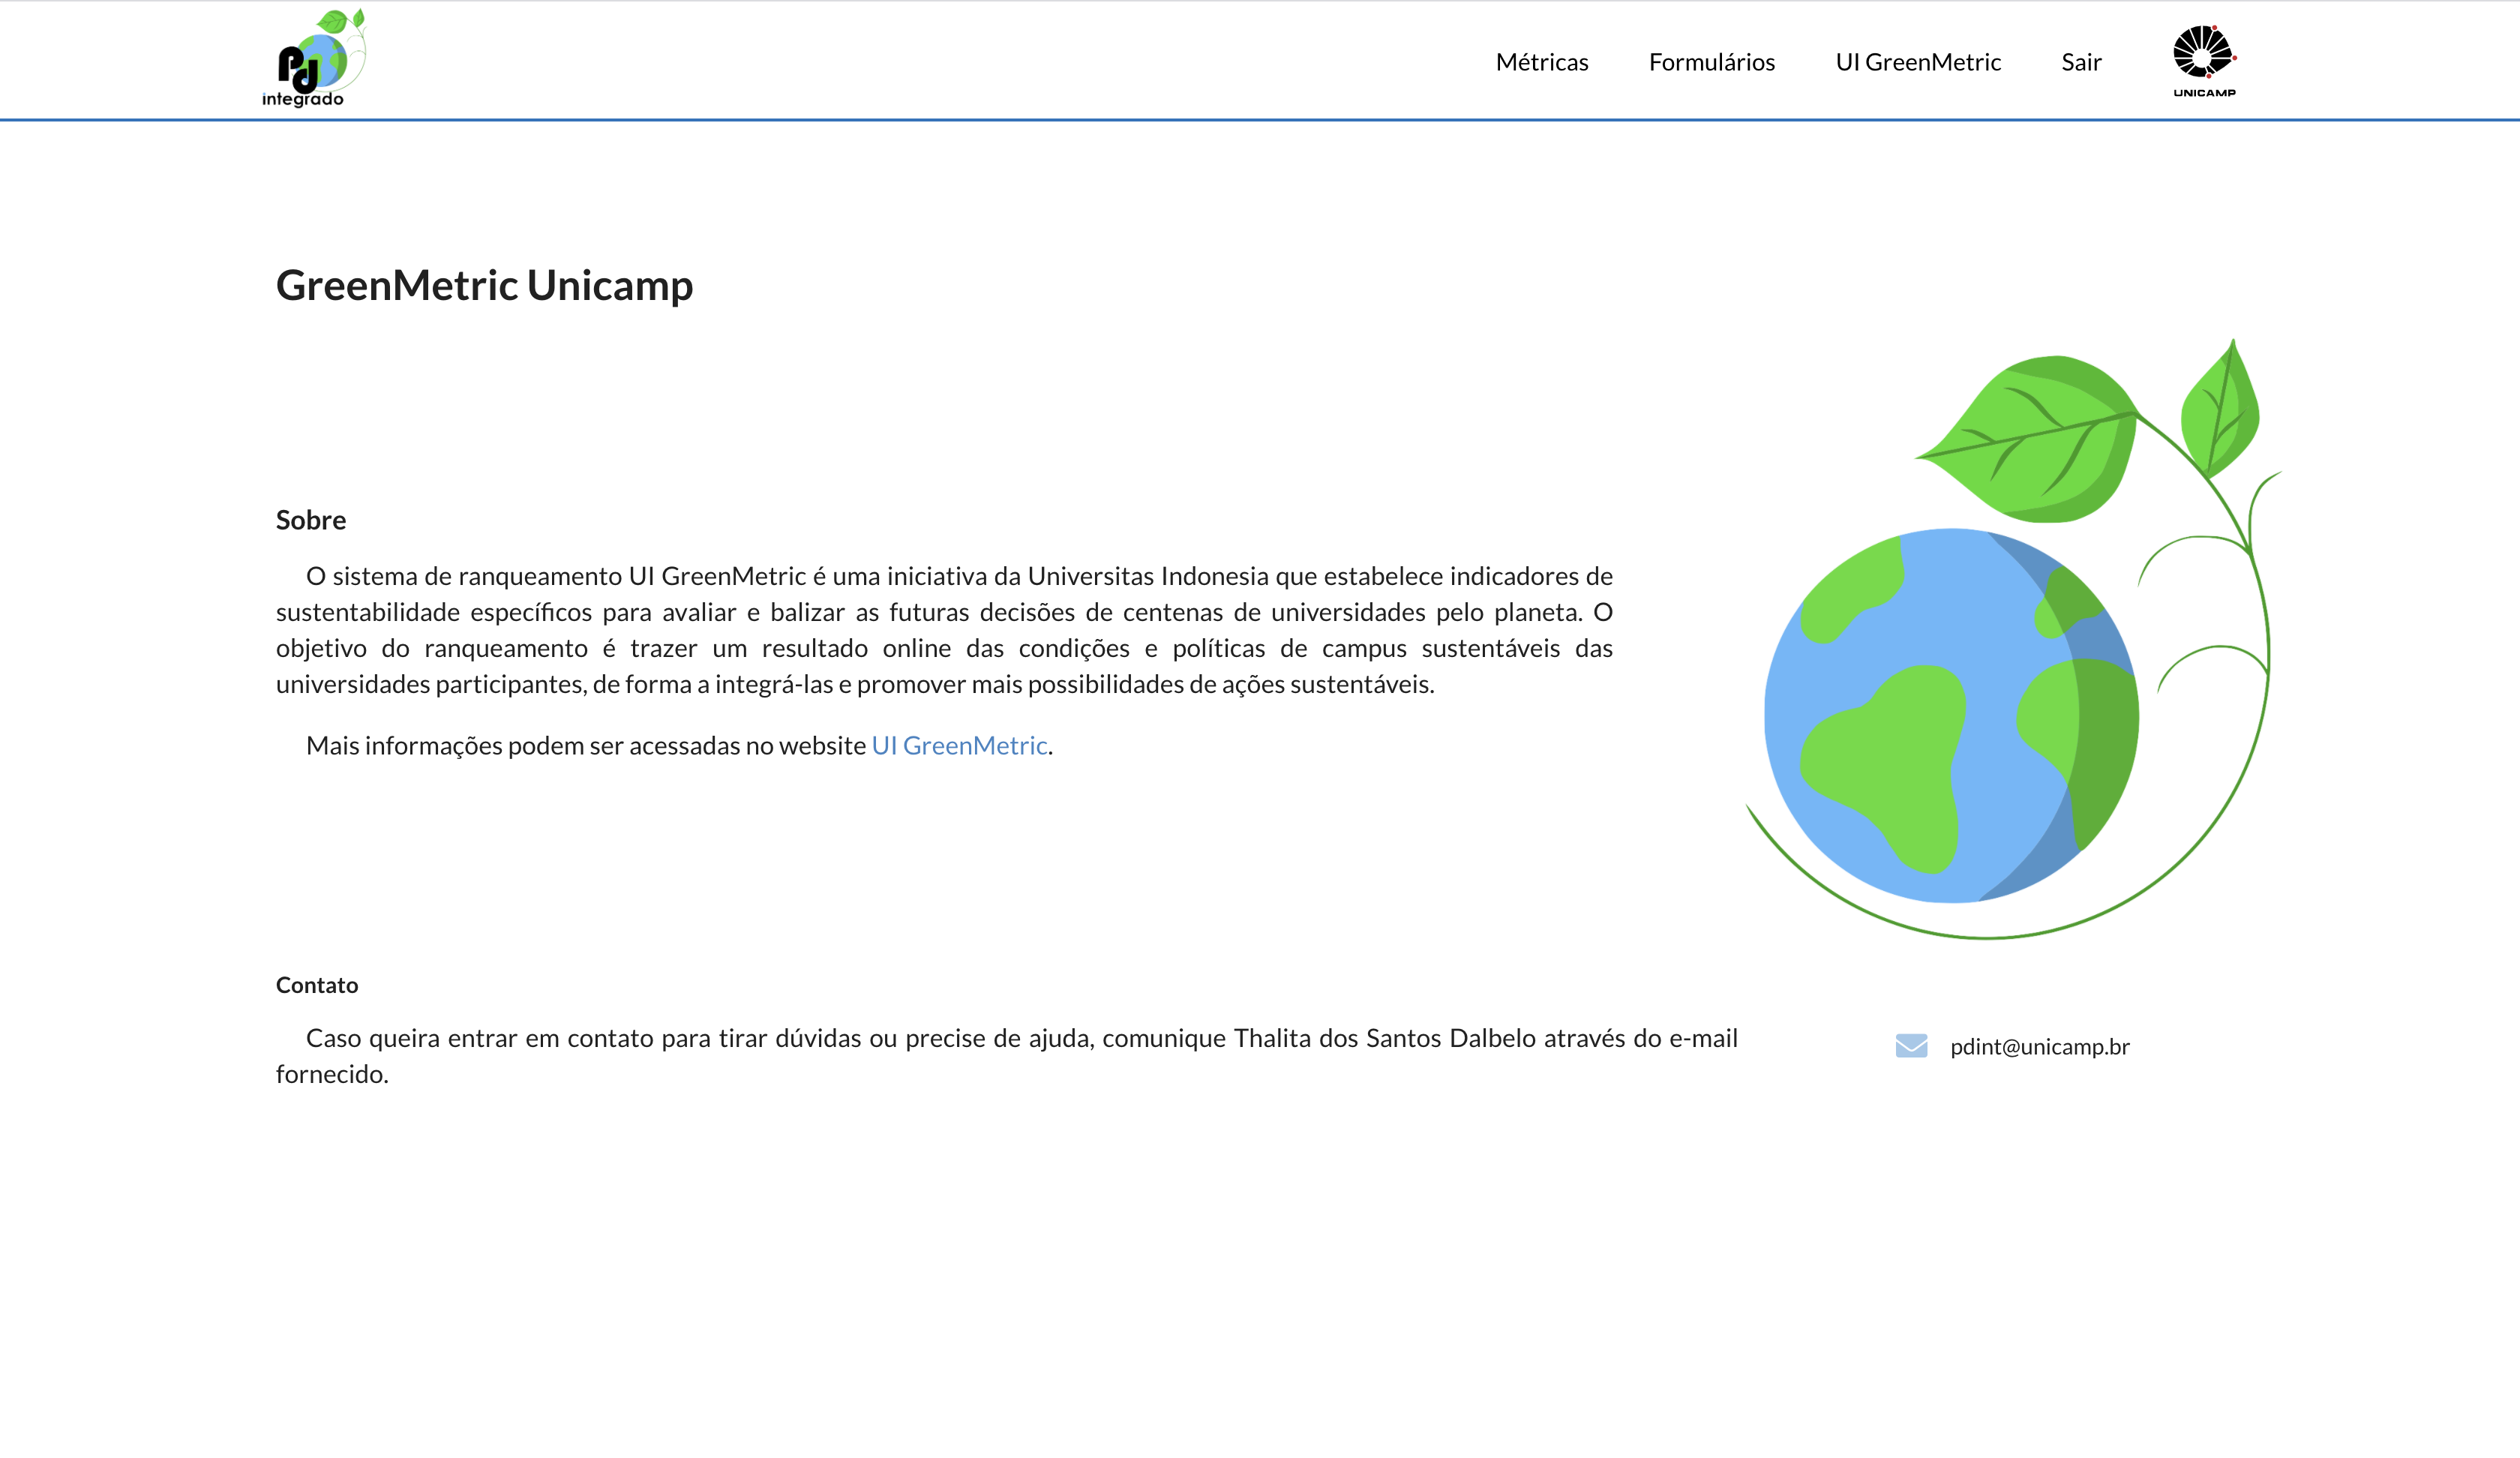 Pd
integrado
Métricas
Formulários
UI GreenMetric
Sair
UNICAMP
GreenMetric Unicamp
Sobre
O sistema de ranqueamento UI GreenMetric é uma iniciativa da Universitas Indonesia que estabelece indicadores de
sustentabilidade específicos para avaliar e balizar as futuras decisões de centenas de universidades pelo planeta. O
objetivo do ranqueamento é trazer um resultado online das condições e políticas de campus sustentáveis das
universidades participantes, de forma a integrá-las e promover mais possibilidades de ações sustentáveis.
Mais informações podem ser acessadas no website UI GreenMetric.
Contato
Caso queira entrar em contato para tirar dúvidas ou precise de ajuda, comunique Thalita dos Santos Dalbelo através do e-mail
fornecido.
pdint@unicamp.br